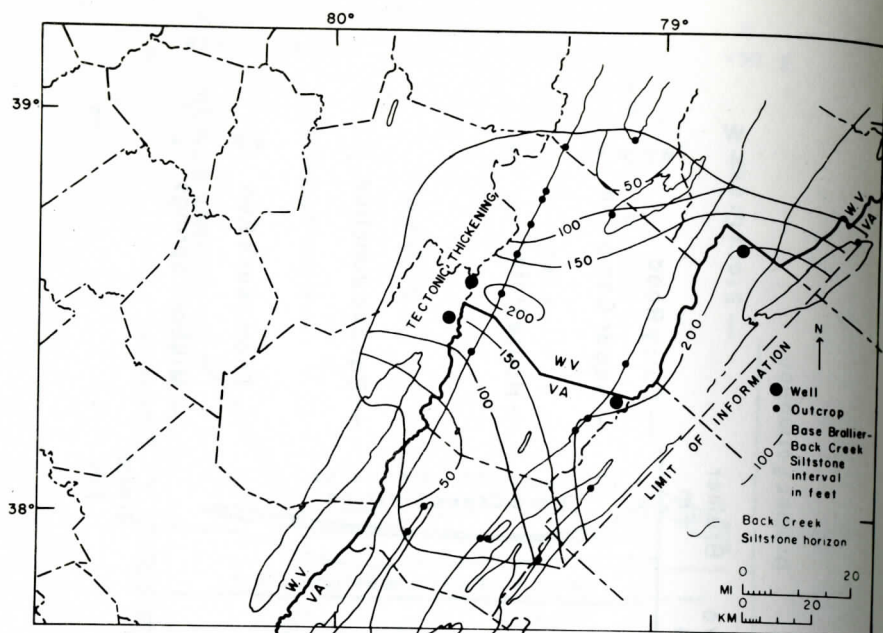 80°
79°
39°
38°
TECTONIC THICKENING
50
100
150
200
W.V.
VA
W.V.
VA
200
150
100
50
W.V.
VA
LIMIT OF INFORMATION
N
Well
Outcrop
100
Base Brallier-
Back Creek
Siltstone
interval
in feet
Back Creek
Siltstone horizon
0 20
MI
KM
0 20